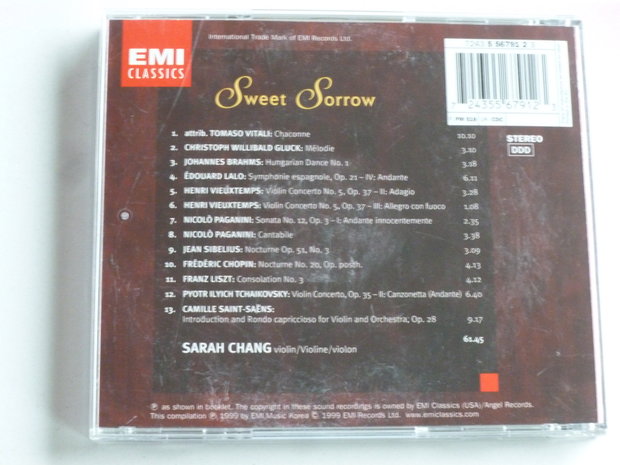 International Trade Mark of EMI Records Ltd.
EMI
CLASSICS
Sweet Sorrow
1. attrib. TOMASO VITALI: Chaconne 10.10
2. CHRISTOPH WILLIBALD GLUCK: Mélodie 3.10
3. JOHANNES BRAHMS: Hungarian Dance No. 1 3.18
4. ÉDOUARD LALO: Symphonie espagnole, Op. 21 – IV: Andante 6.11
5. HENRI VIEUXTEMPS: Violin Concerto No. 5, Op. 37 – II: Adagio 3.28
6. HENRI VIEUXTEMPS: Violin Concerto No. 5, Op. 37 – III: Allegro con fuoco 1.08
7. NICOLÒ PAGANINI: Sonata No. 12, Op. 3 – I: Andante innocentemente 2.35
8. NICOLÒ PAGANINI: Cantabile 3.38
9. JEAN SIBELIUS: Nocturne Op. 51, No. 3 3.09
10. FRÉDÉRIC CHOPIN: Nocturne No. 20, Op. posth. 4.13
11. FRANZ LISZT: Consolation No. 3 4.12
12. PYOTR ILYICH TCHAIKOVSKY: Violin Concerto, Op. 35 – II: Canzonetta (Andante) 6.40
13. CAMILLE SAINT-SAËNS:
Introduction and Rondo capriccioso for Violin and Orchestra, Op. 28 9.17
61.45
SARAH CHANG violin/Violine/violon
STEREO
DDD
7 24355 67912
℗ as shown in booklet. The copyright in these sound recordings is owned by EMI Classics (USA)/Angel Records.
This compilation ℗ 1999 by EMI Music Korea © 1999 EMI Records Ltd. www.emiclassics.com